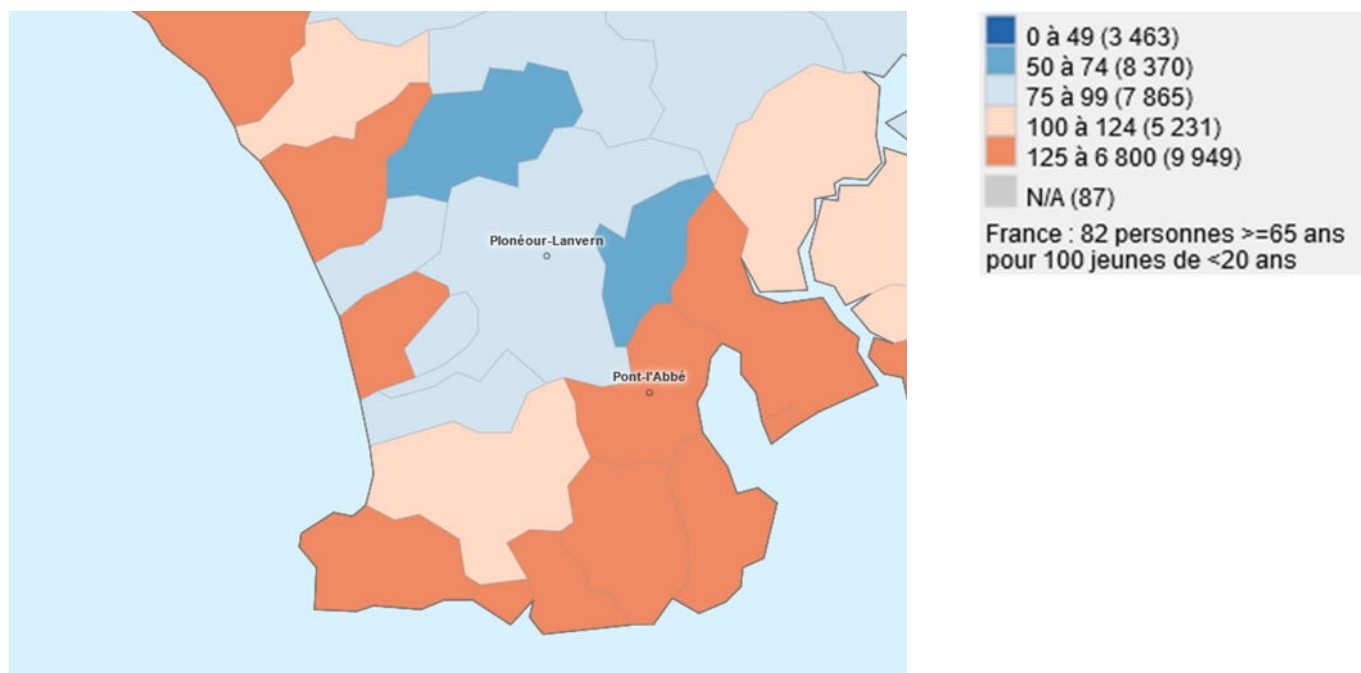 Plonéour-Lanvern
Pont-l'Abbé
0 à 49 (3 463)
50 à 74 (8 370)
75 à 99 (7 865)
100 à 124 (5 231)
125 à 6 800 (9 949)
N/A (87)
France : 82 personnes >=65 ans
pour 100 jeunes de <20 ans